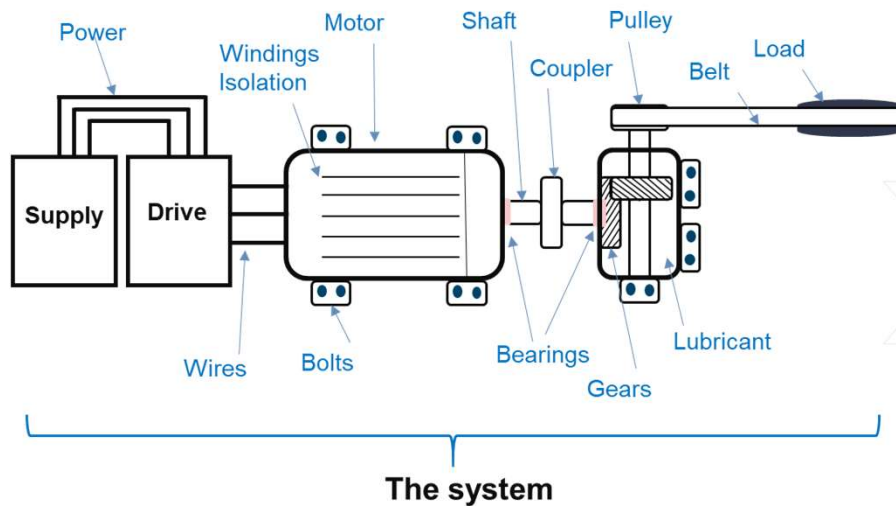 Power
Windings
Isolation
Motor
Shaft
Coupler
Pulley
Belt
Load
Supply
Drive
Wires
Bolts
Bearings
Gears
Lubricant
The system